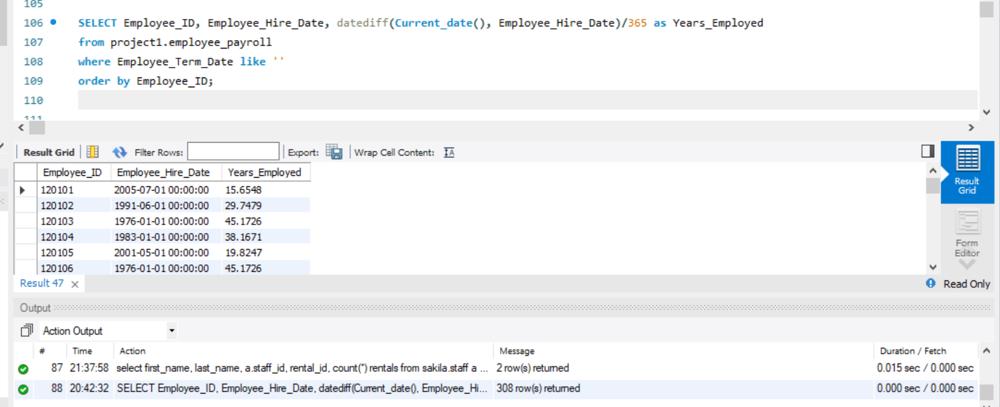 105
106 SELECT Employee_ID, Employee_Hire_Date, datediff(Current_date(), Employee_Hire_Date)/365 as Years_Employed
107 from project1.employee_payroll
108 where Employee_Term_Date like ''
109 order by Employee_ID;
110
111
Result Grid Filter Rows: Export: Wrap Cell Content: IA
Employee_ID Employee_Hire_Date Years_Employed
120101 2005-07-01 00:00:00 15.6548
120102 1991-06-01 00:00:00 29.7479
120103 1976-01-01 00:00:00 45.1726
120104 1983-01-01 00:00:00 38.1671
120105 2001-05-01 00:00:00 19.8247
120106 1976-01-01 00:00:00 45.1726
Result
Grid
Form
Editor
Result 47 Read Only
Output
Action Output
# Time Action Message Duration / Fetch
87 21:37:58 select first_name, last_name, a.staff_id, rental_id, count(*) rentals from sakila.staff a ... 2 row(s) returned 0.015 sec / 0.000 sec
88 20:42:32 SELECT Employee_ID, Employee_Hire_Date, datediff(Current_date(), Employee_Hi... 308 row(s) returned 0.000 sec / 0.000 sec